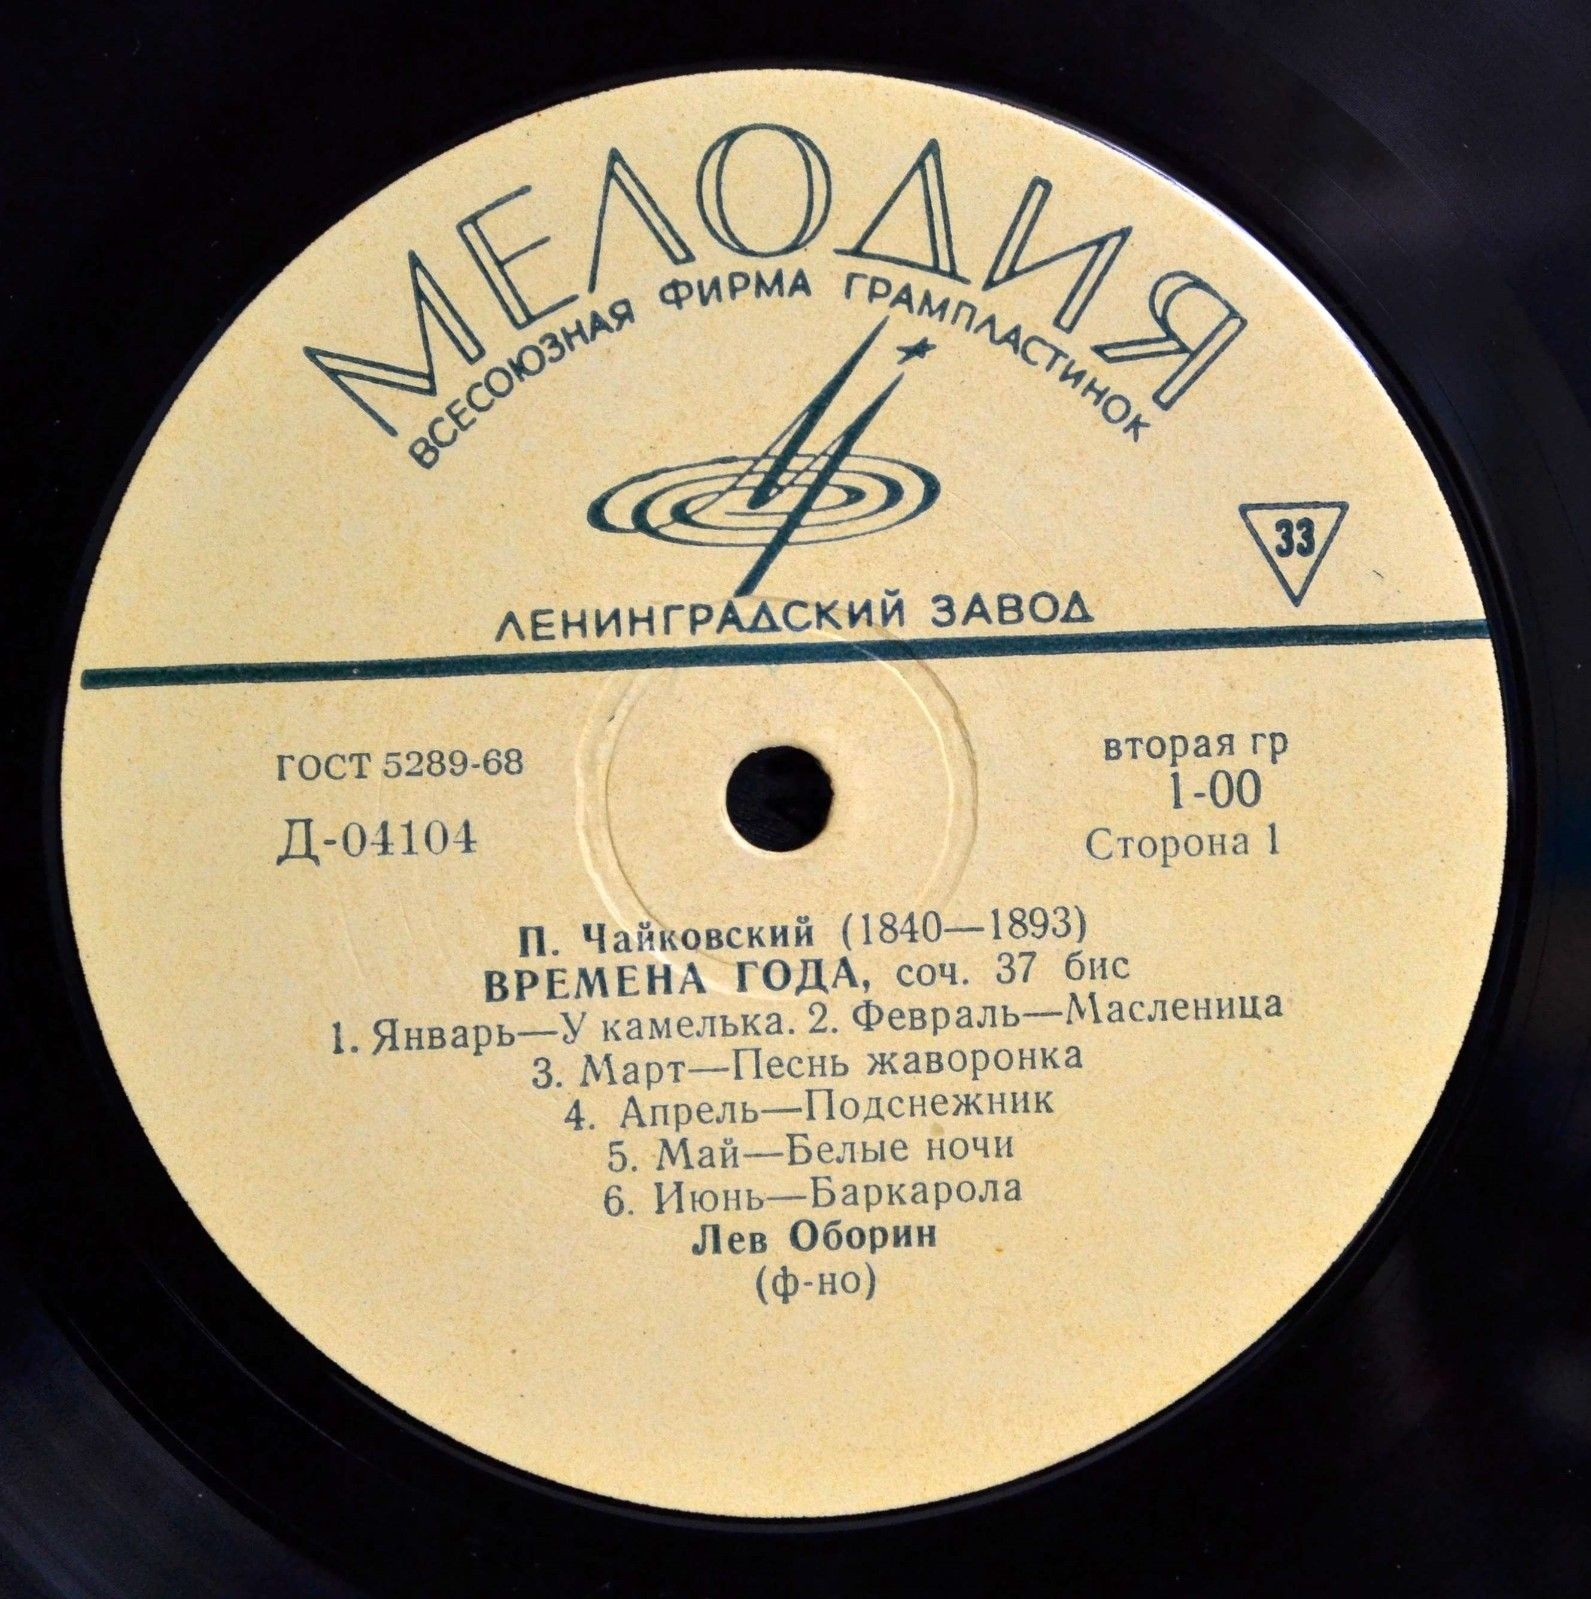 МЕЛОДИЯ
ВСЕСОЮЗНАЯ ФИРМА ГРАМПЛАСТИНОК
33
ЛЕНИНГРАДСКИЙ ЗАВОД
ГОСТ 5289-68
Д-04104
вторая гр
1-00
Сторона 1
П. Чайковский (1840—1893)
ВРЕМЕНА ГОДА, соч. 37 бис
1. Январь—У камелька. 2. Февраль—Масленица
3. Март—Песнь жаворонка
4. Апрель—Подснежник
5. Май—Белые ночи
6. Июнь—Баркарола
Лев Оборин
(ф-но)